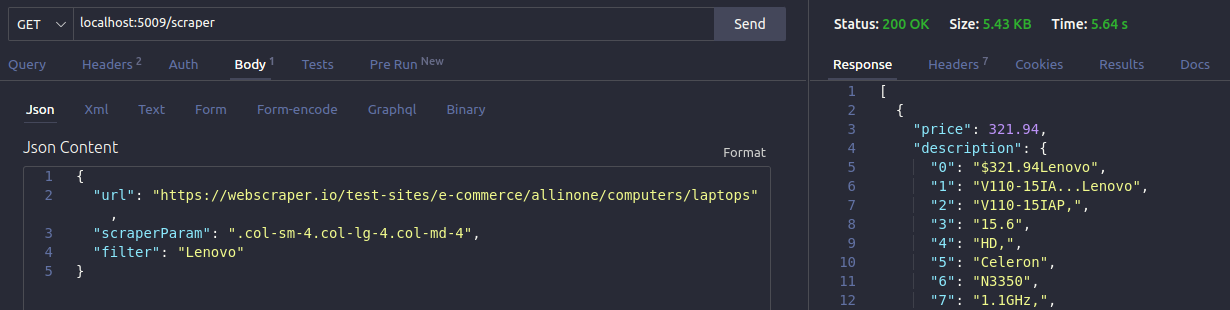 GET localhost:5009/scraper Send
Query Headers 2 Auth Body 1 Tests Pre Run New
Json Xml Text Form Form-encode Graphql Binary
Json Content Format
1 {
2 "url": "https://webscraper.io/test-sites/e-commerce/allinone/computers/laptops"
,
3 "scraperParam": ".col-sm-4.col-lg-4.col-md-4",
4 "filter": "Lenovo"
5 }
Status: 200 OK Size: 5.43 KB Time: 5.64 s
Response Headers 7 Cookies Results Docs
1 [
2 {
3 "price": 321.94,
4 "description": {
5 "0": "$321.94Lenovo",
6 "1": "V110-15IA...Lenovo",
7 "2": "V110-15IAP,",
8 "3": "15.6",
9 "4": "HD,",
10 "5": "Celeron",
11 "6": "N3350",
12 "7": "1.1GHz,",